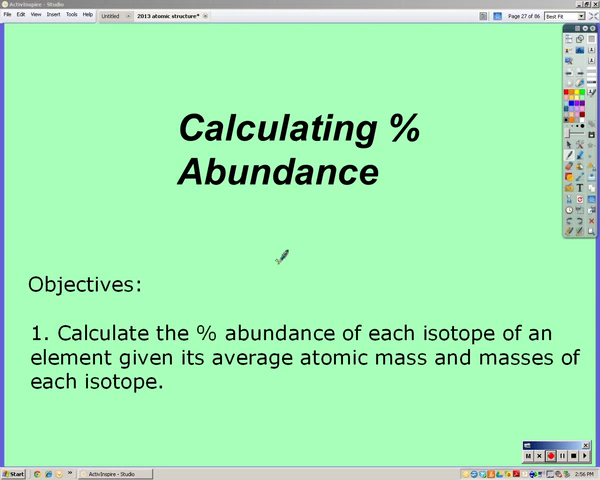 ActivInspire - Studio
File Edit View Insert Tools Help
Untitled
2013 atomic structure*
Page 27 of 86
Best Fit
Calculating %
Abundance
Objectives:
1. Calculate the % abundance of each isotope of an
element given its average atomic mass and masses of
each isotope.
M
Start
ActivInspire - Studio
2:56 PM